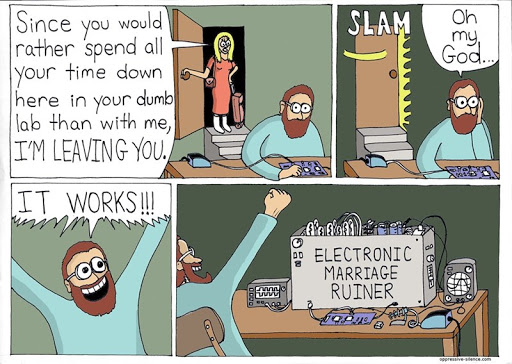 Since you would
rather spend all
your time down
here in your dumb
lab than with me,
I'M LEAVING YOU.
SLAM
Oh
my
God...
IT WORKS!!!
ELECTRONIC
MARRIAGE
RUINER
oppressive-silence.com